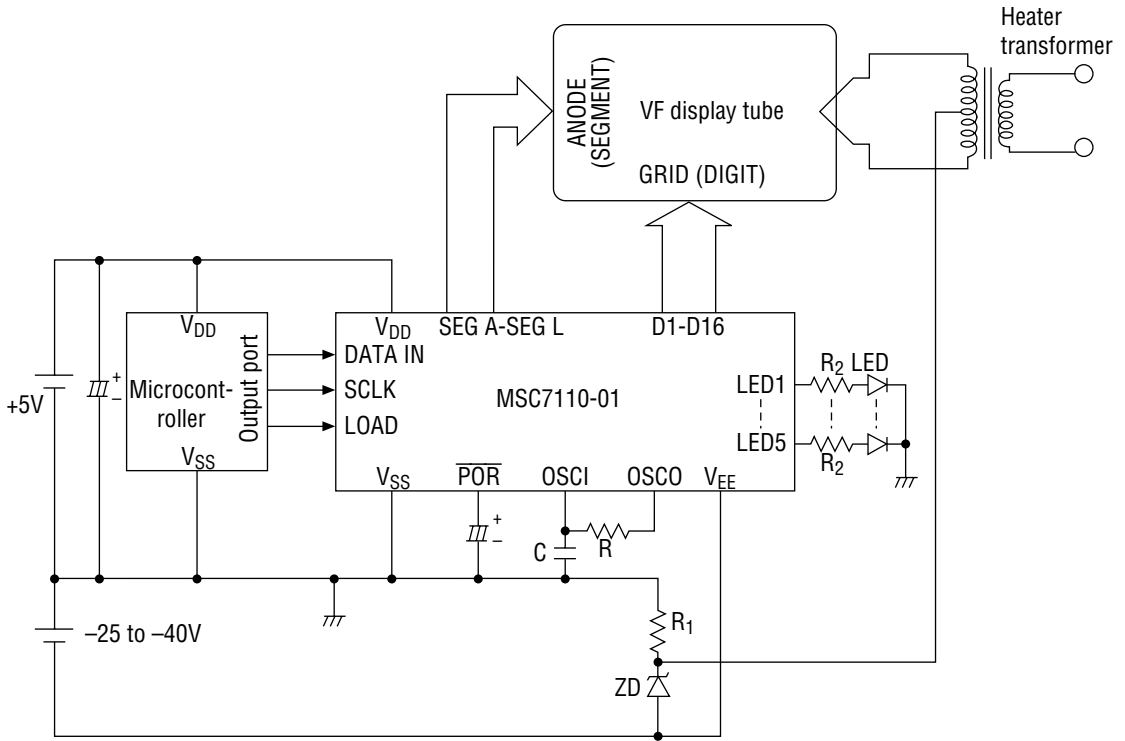 Heater
transformer
ANODE
(SEGMENT)
VF display tube
GRID (DIGIT)
VDD
Microcont-
roller
Output port
VSS
+5V
+
–
VDD
SEG A-SEG L
D1-D16
DATA IN
SCLK
LOAD
MSC7110-01
LED1
LED5
R2
LED
R2
VSS
POR
OSCI
OSCO
VEE
+
–
C
R
–25 to –40V
R1
ZD